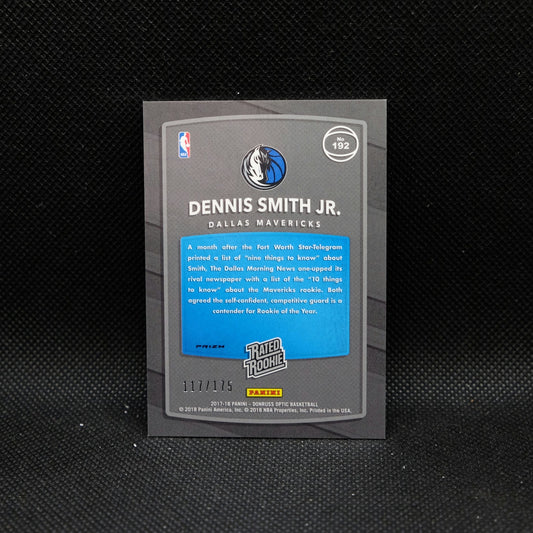 NBA
No
192
DENNIS SMITH JR.
DALLAS MAVERICKS
A month after the Fort Worth Star-Telegram
printed a list of "nine things to know" about
Smith, The Dallas Morning News one-upped its
rival newspaper with a list of the "10 things
to know" about the Mavericks rookie. Both
agreed the self-confident, competitive guard is a
contender for Rookie of the Year.
PRIZM
RATED
ROOKIE
117/175
PANINI
2017-18 PANINI - DONRUSS OPTIC BASKETBALL
© 2018 Panini America, Inc. © 2018 NBA Properties, Inc. Printed in the USA.